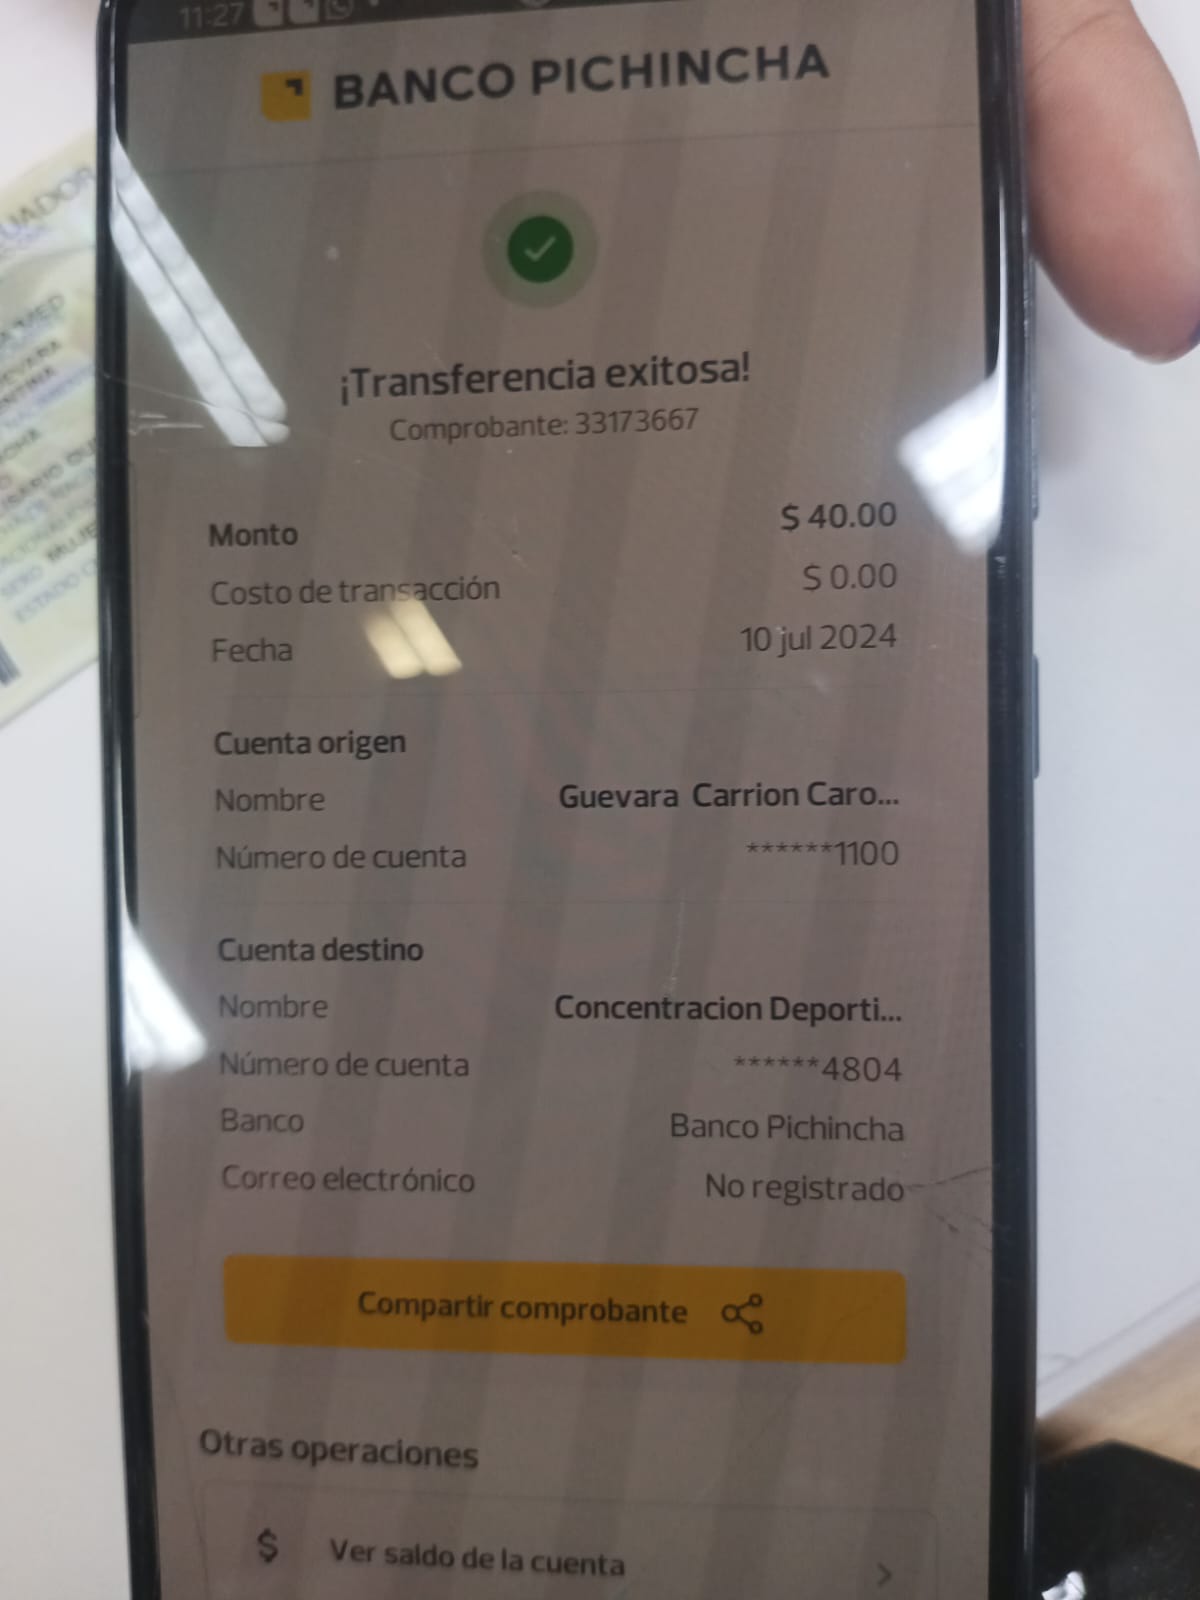 11:27
BANCO PICHINCHA
¡Transferencia exitosa!
Comprobante: 33173667
Monto $ 40.00
Costo de transacción $ 0.00
Fecha 10 jul 2024
Cuenta origen
Nombre Guevara Carrion Caro...
Número de cuenta ******1100
Cuenta destino
Nombre Concentracion Deporti...
Número de cuenta ******4804
Banco Banco Pichincha
Correo electrónico No registrado
Compartir comprobante
Otras operaciones
$ Ver saldo de la cuenta >